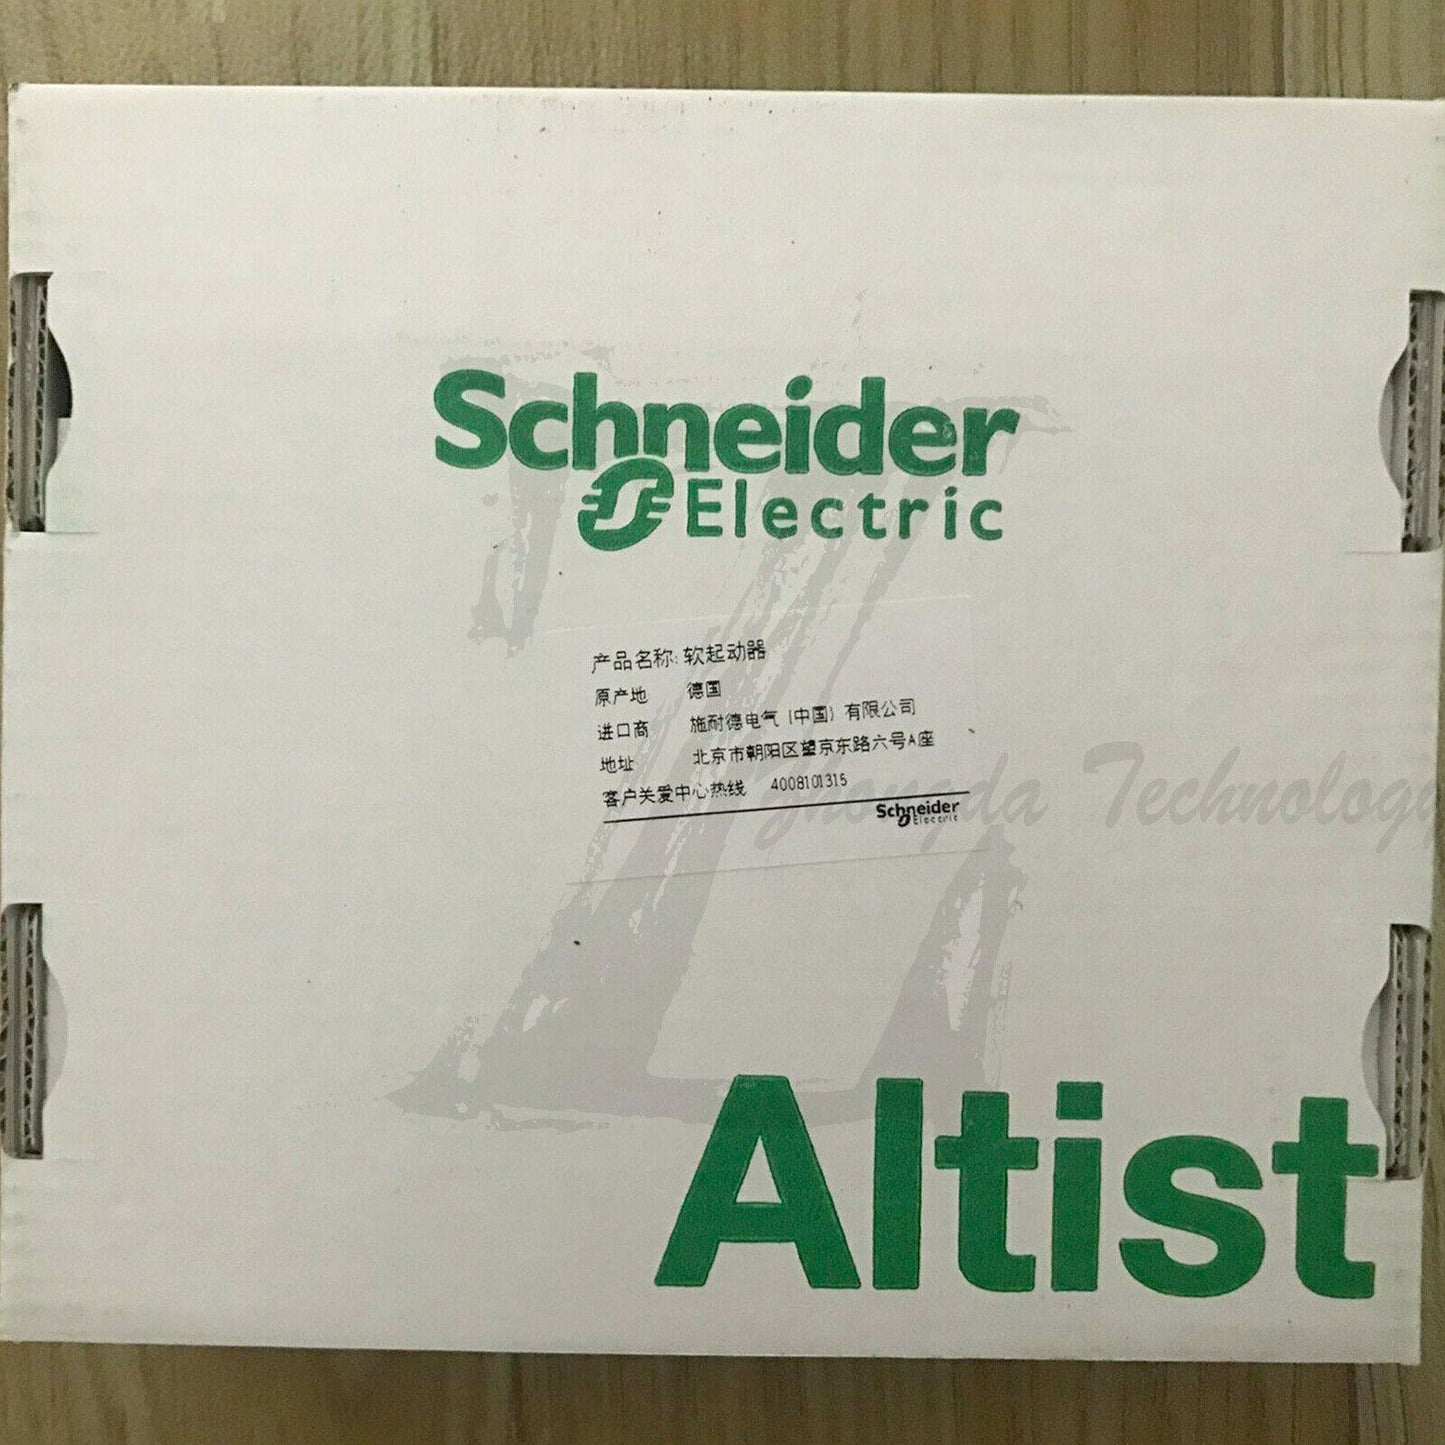 Schneider
Electric
产品名称: 软起动器
原产地 德国
进口商 施耐德电气 (中国) 有限公司
地址 北京市朝阳区望京东路六号A座
客户关爱中心热线 4008101315
Schneider
Electric
Zhongda Technology
Altist